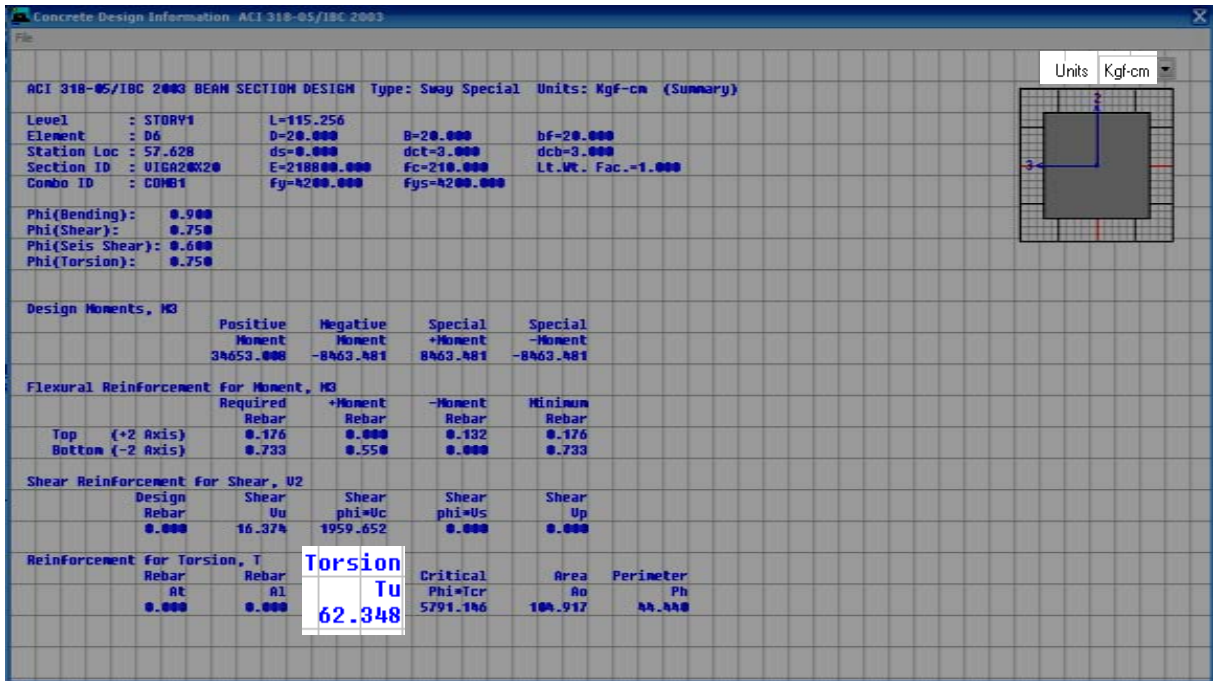 Concrete Design Information ACI 318-05/IBC 2003
File
Units Kgf-cm
ACI 318-05/IBC 2003 BEAM SECTION DESIGN Type: Sway Special Units: Kgf-cm (Summary)
Level : STORY1 L=115.256
Element : D6 D=20.000 B=20.000 bf=20.000
Station Loc : 57.628 ds=0.000 dct=3.000 dcb=3.000
Section ID : VIGA20X20 E=218800.000 fc=210.000 Lt.Wt. Fac.=1.000
Combo ID : COMB1 fy=4200.000 fys=4200.000
Phi(Bending): 0.900
Phi(Shear): 0.750
Phi(Seis Shear): 0.600
Phi(Torsion): 0.750
Design Moments, M3
Positive Negative Special Special
Moment Moment +Moment -Moment
34653.008 -8463.481 8463.481 -8463.481
Flexural Reinforcement for Moment, M3
Required +Moment -Moment Minimum
Rebar Rebar Rebar Rebar
Top (+2 Axis) 0.176 0.000 0.132 0.176
Bottom (-2 Axis) 0.733 0.550 0.000 0.733
Shear Reinforcement for Shear, V2
Design Shear Shear Shear Shear
Rebar Vu phi*Vc phi*Vs Vp
0.000 16.374 1959.652 0.000 0.000
Reinforcement for Torsion, T
Rebar Rebar Torsion Critical Area Perimeter
At Al Tu Phi*Tcr Ao Ph
0.000 0.000 62.348 5791.146 104.917 44.440
2
3